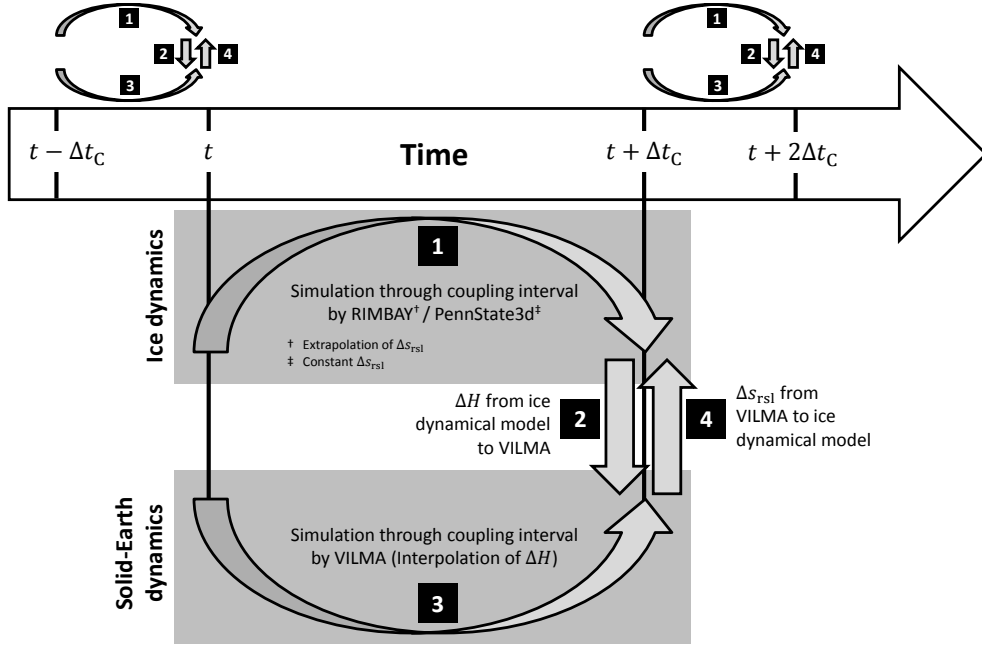 1
2
4
3
1
2
4
3
t − Δt_C
t
Time
t + Δt_C
t + 2Δt_C
Ice dynamics
1
Simulation through coupling interval
by RIMBAY† / PennState3d‡
† Extrapolation of Δs_rsl
‡ Constant Δs_rsl
ΔH from ice
dynamical model
to VILMA
2
4
Δs_rsl from
VILMA to ice
dynamical model
Solid-Earth
dynamics
Simulation through coupling interval
by VILMA (Interpolation of ΔH)
3